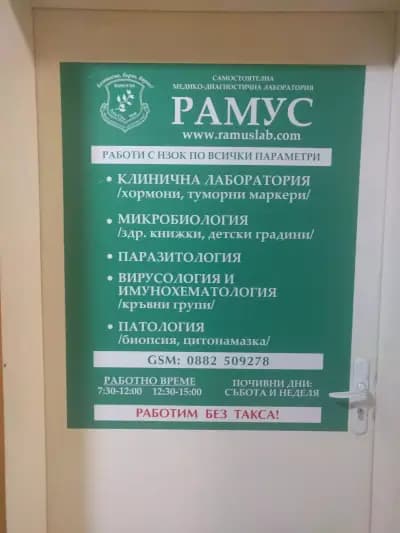 САМОСТОЯТЕЛНА
МЕДИКО-ДИАГНОСТИЧНА ЛАБОРАТОРИЯ
РАМУС
www.ramuslab.com
РАБОТИ С НЗОК ПО ВСИЧКИ ПАРАМЕТРИ
• КЛИНИЧНА ЛАБОРАТОРИЯ
/хормони, туморни маркери/
• МИКРОБИОЛОГИЯ
/здр. книжки, детски градини/
• ПАРАЗИТОЛОГИЯ
• ВИРУСОЛОГИЯ И
ИМУНОХЕМАТОЛОГИЯ
/кръвни групи/
• ПАТОЛОГИЯ
/биопсия, цитонамазка/
GSM: 0882 509278
РАБОТНО ВРЕМЕ
7:30-12:00 12:30-15:00
ПОЧИВНИ ДНИ:
СЪБОТА И НЕДЕЛЯ
РАБОТИМ БЕЗ ТАКСА!